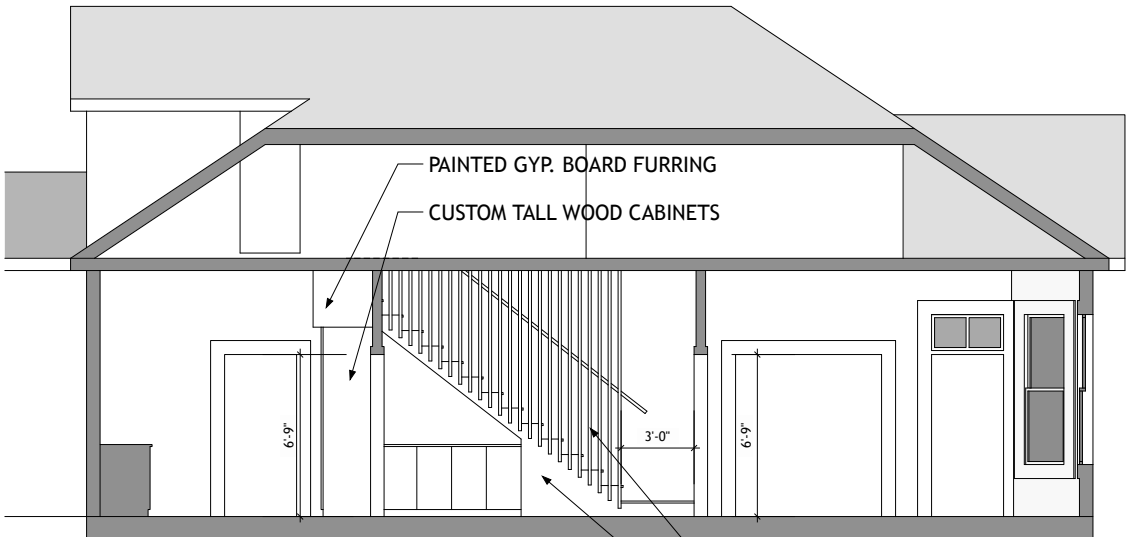 PAINTED GYP. BOARD FURRING
CUSTOM TALL WOOD CABINETS
6'-9"
3'-0"
6'-9"